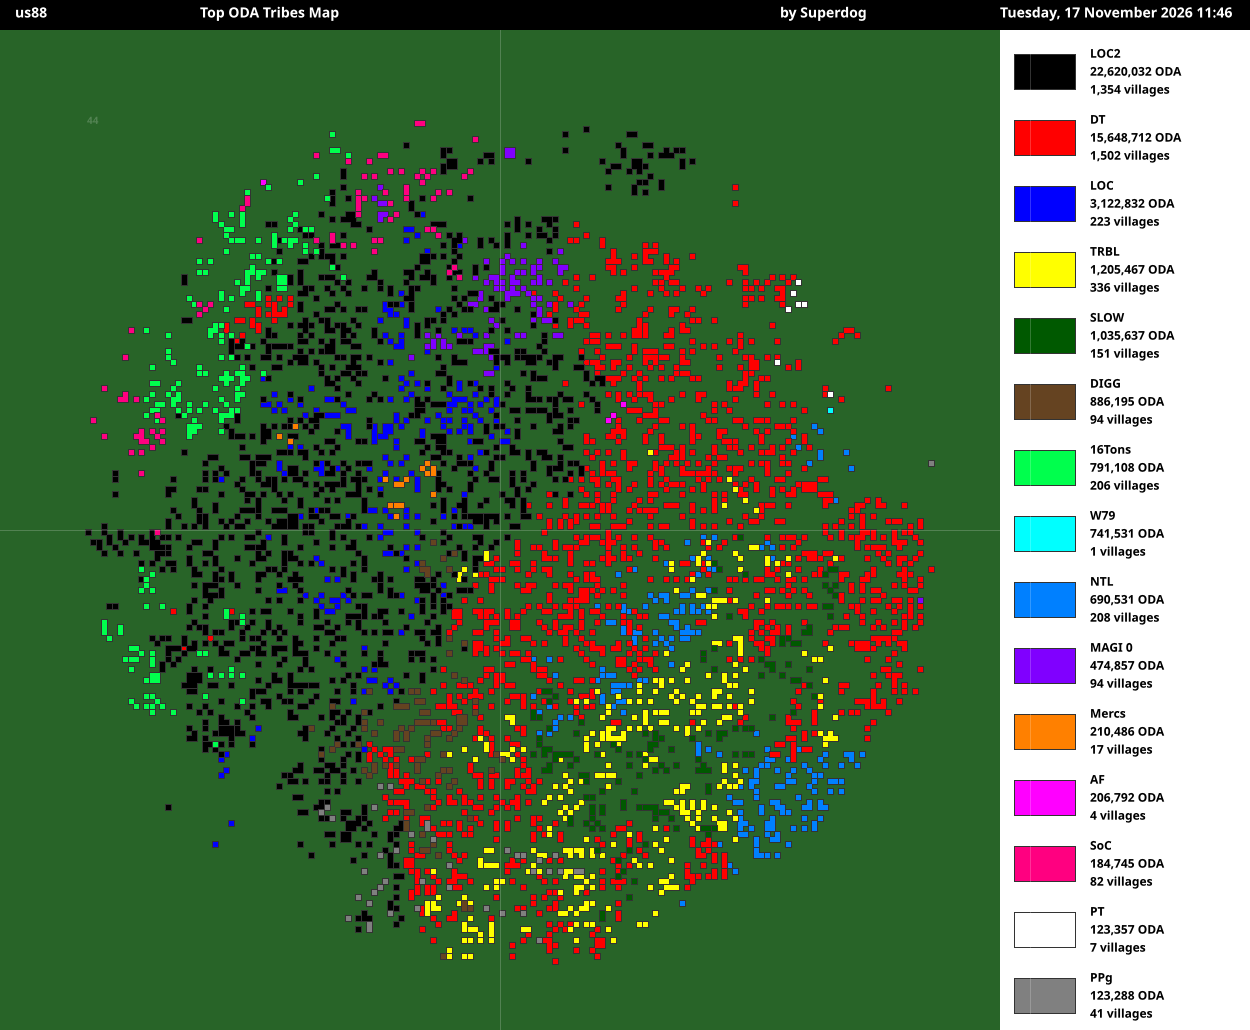 us88 Top ODA Tribes Map by Superdog Tuesday, 17 November 2026 11:46
44
LOC2
22,620,032 ODA
1,354 villages
DT
15,648,712 ODA
1,502 villages
LOC
3,122,832 ODA
223 villages
TRBL
1,205,467 ODA
336 villages
SLOW
1,035,637 ODA
151 villages
DIGG
886,195 ODA
94 villages
16Tons
791,108 ODA
206 villages
W79
741,531 ODA
1 villages
NTL
690,531 ODA
208 villages
MAGI 0
474,857 ODA
94 villages
Mercs
210,486 ODA
17 villages
AF
206,792 ODA
4 villages
SoC
184,745 ODA
82 villages
PT
123,357 ODA
7 villages
PPg
123,288 ODA
41 villages